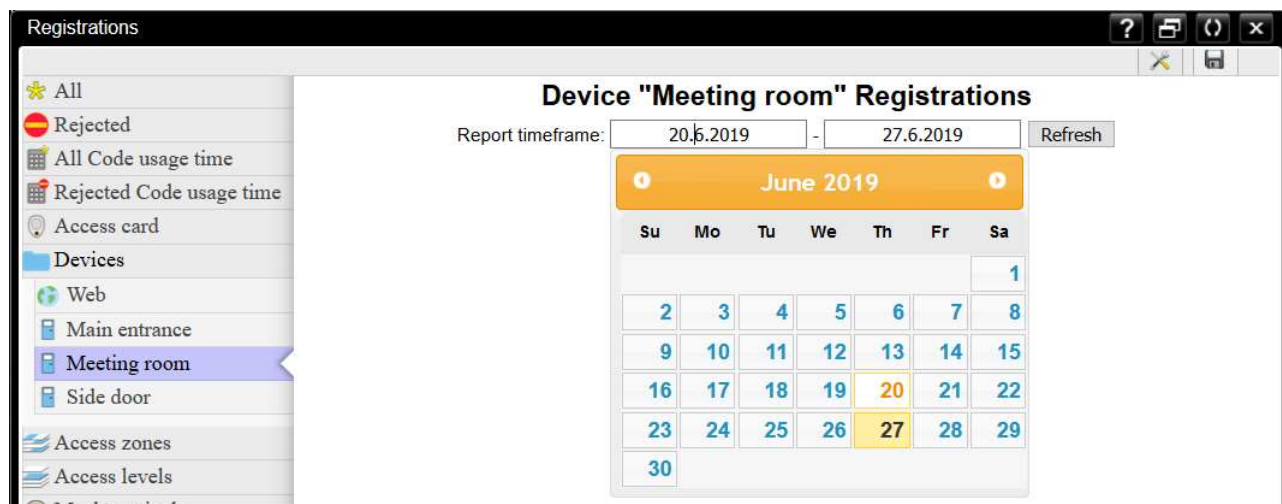 Registrations
?
All
Rejected
All Code usage time
Rejected Code usage time
Access card
Devices
Web
Main entrance
Meeting room
Side door
Access zones
Access levels
Device "Meeting room" Registrations
Report timeframe: 20.6.2019 - 27.6.2019 Refresh
June 2019
Su Mo Tu We Th Fr Sa
1
2 3 4 5 6 7 8
9 10 11 12 13 14 15
16 17 18 19 20 21 22
23 24 25 26 27 28 29
30